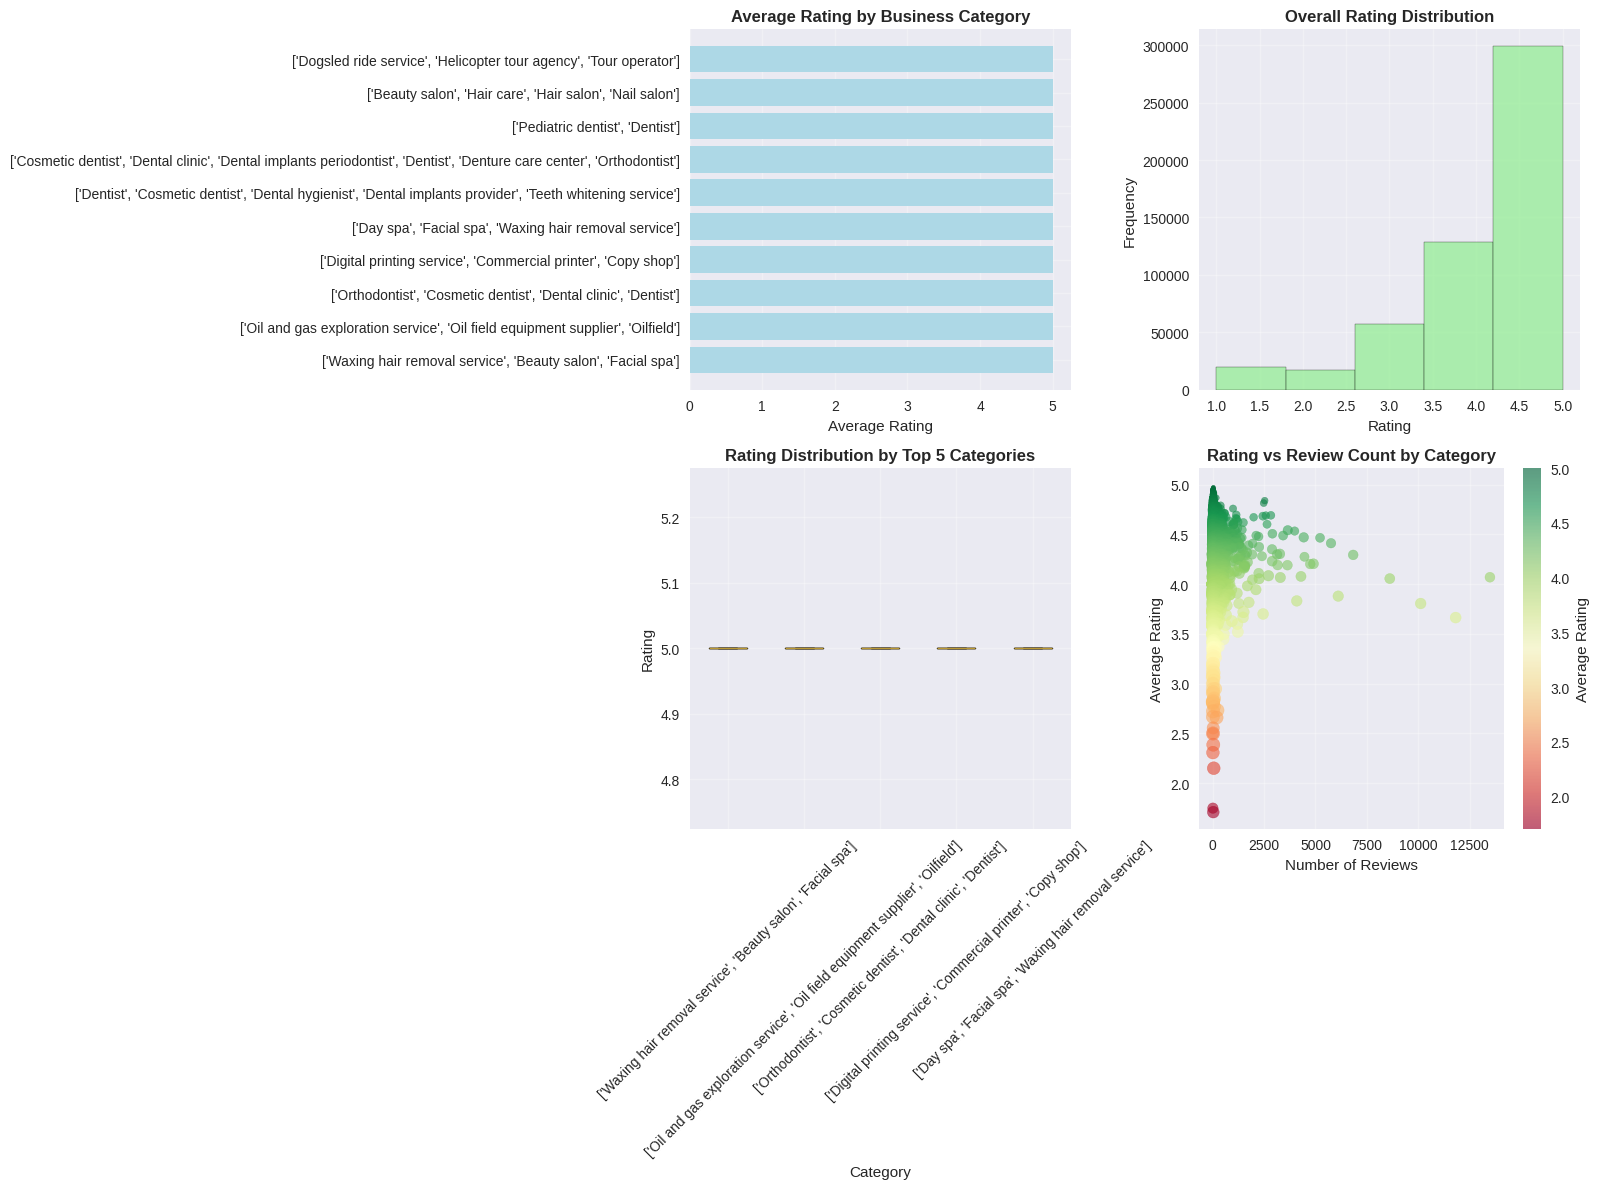 Average Rating by Business Category
['Dogsled ride service', 'Helicopter tour agency', 'Tour operator']
['Beauty salon', 'Hair care', 'Hair salon', 'Nail salon']
['Pediatric dentist', 'Dentist']
['Cosmetic dentist', 'Dental clinic', 'Dental implants periodontist', 'Dentist', 'Denture care center', 'Orthodontist']
['Dentist', 'Cosmetic dentist', 'Dental hygienist', 'Dental implants provider', 'Teeth whitening service']
['Day spa', 'Facial spa', 'Waxing hair removal service']
['Digital printing service', 'Commercial printer', 'Copy shop']
['Orthodontist', 'Cosmetic dentist', 'Dental clinic', 'Dentist']
['Oil and gas exploration service', 'Oil field equipment supplier', 'Oilfield']
['Waxing hair removal service', 'Beauty salon', 'Facial spa']
0 1 2 3 4 5
Average Rating
Overall Rating Distribution
300000
250000
200000
150000
100000
50000
0
Frequency
1.0 1.5 2.0 2.5 3.0 3.5 4.0 4.5 5.0
Rating
Rating Distribution by Top 5 Categories
5.2
5.1
5.0
4.9
4.8
Rating
['Waxing hair removal service', 'Beauty salon', 'Facial spa']
['Oil and gas exploration service', 'Oil field equipment supplier', 'Oilfield']
['Orthodontist', 'Cosmetic dentist', 'Dental clinic', 'Dentist']
['Digital printing service', 'Commercial printer', 'Copy shop']
['Day spa', 'Facial spa', 'Waxing hair removal service']
Category
Rating vs Review Count by Category
5.0
4.5
4.0
3.5
3.0
2.5
2.0
Average Rating
0 2500 5000 7500 10000 12500
Number of Reviews
5.0
4.5
4.0
3.5
3.0
2.5
2.0
Average Rating